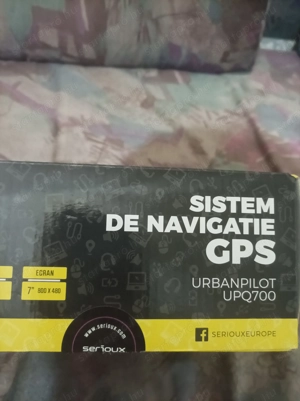 SISTEM
DE NAVIGATIE
GPS
URBANPILOT
UPQ700
ECRAN
7" 800 X 480
www.serioux.com
serioux
SERIOUXEUROPE